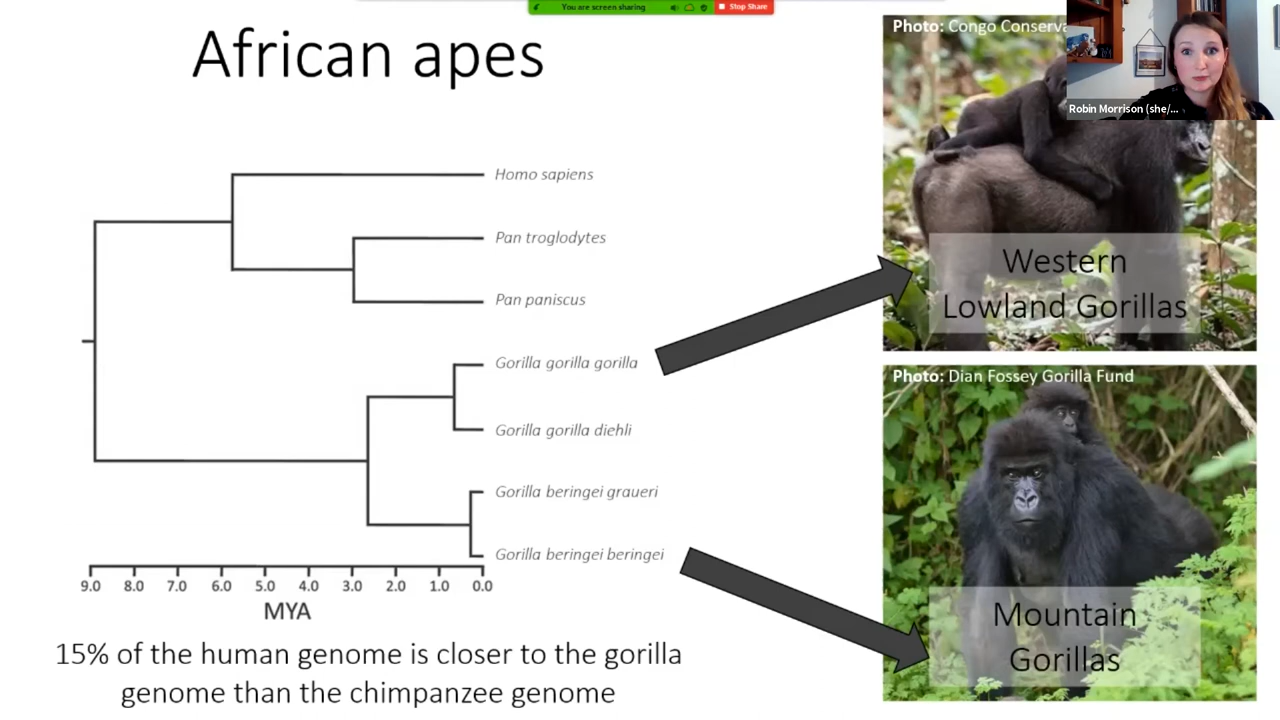 You are screen sharing
Stop Share
African apes
Photo: Congo Conserva
Robin Morrison (she/...
Homo sapiens
Pan troglodytes
Pan paniscus
Gorilla gorilla gorilla
Gorilla gorilla diehli
Gorilla beringei graueri
Gorilla beringei beringei
9.0 8.0 7.0 6.0 5.0 4.0 3.0 2.0 1.0 0.0
MYA
15% of the human genome is closer to the gorilla
genome than the chimpanzee genome
Western
Lowland Gorillas
Photo: Dian Fossey Gorilla Fund
Mountain
Gorillas